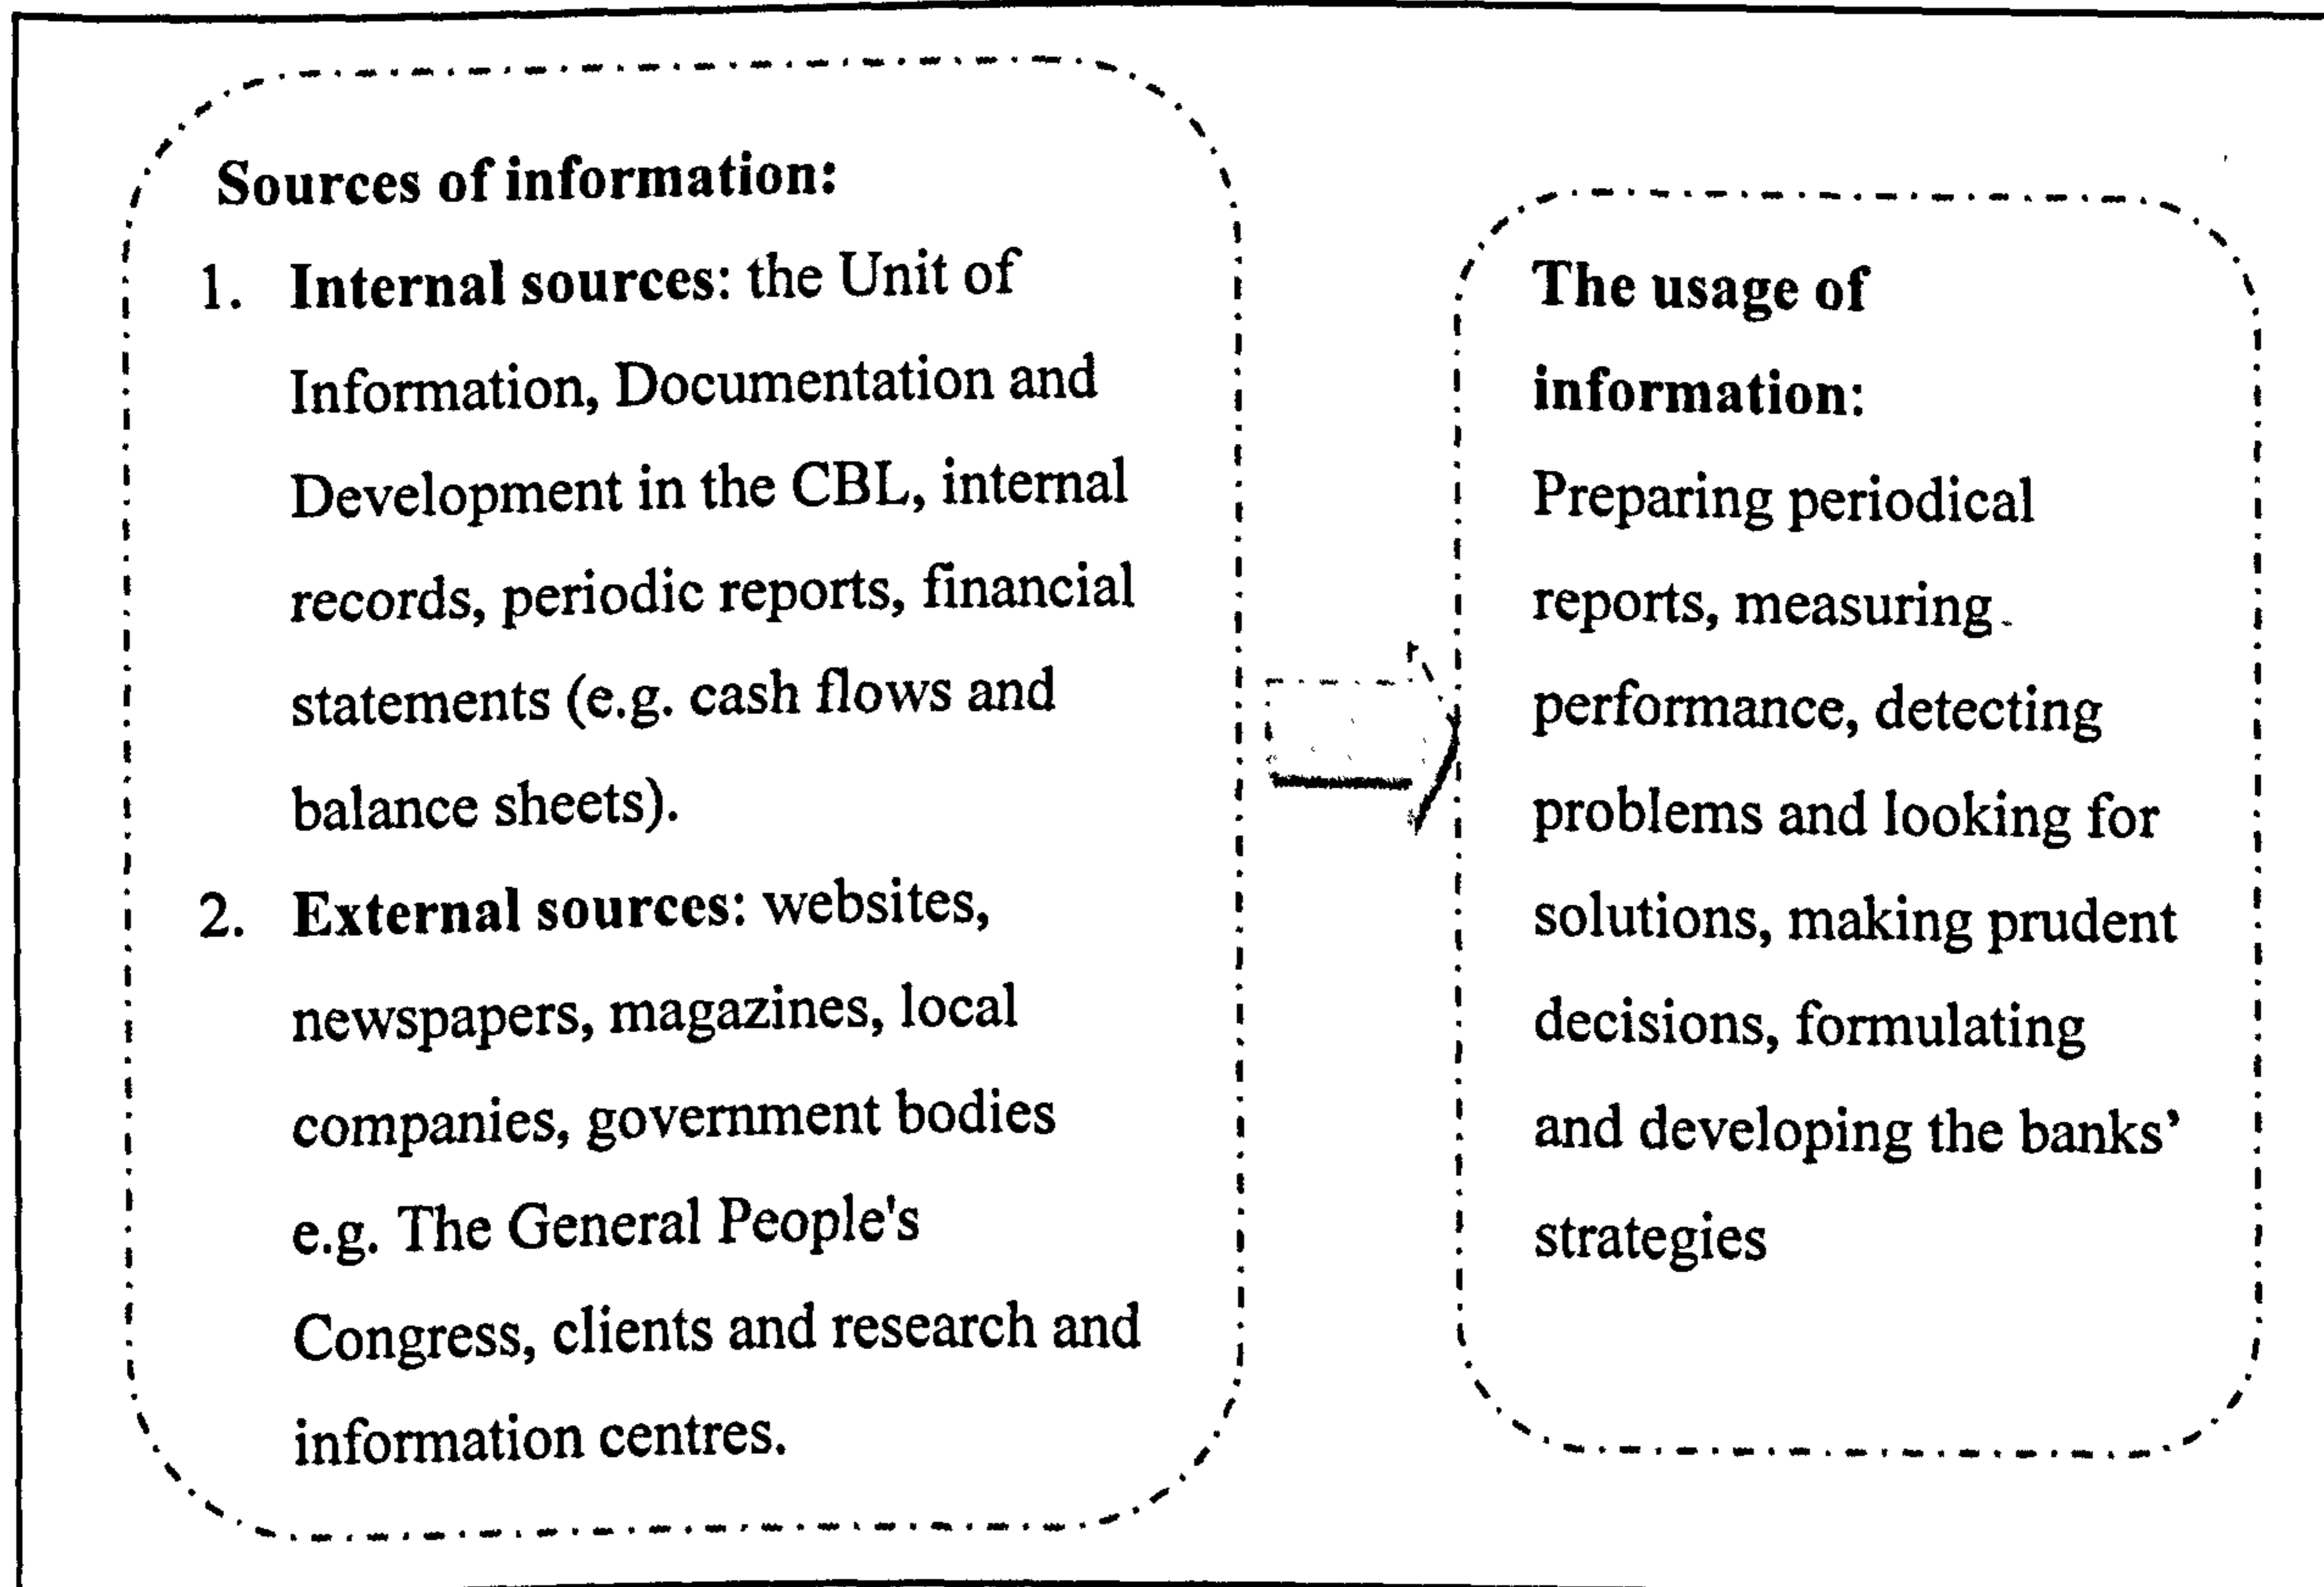 Sources of information:
1. Internal sources: the Unit of
Information, Documentation and
Development in the CBL, internal
records, periodic reports, financial
statements (e.g. cash flows and
balance sheets).
2. External sources: websites,
newspapers, magazines, local
companies, government bodies
e.g. The General People's
Congress, clients and research and
information centres.
The usage of
information:
Preparing periodical
reports, measuring
performance, detecting
problems and looking for
solutions, making prudent
decisions, formulating
and developing the banks’
strategies